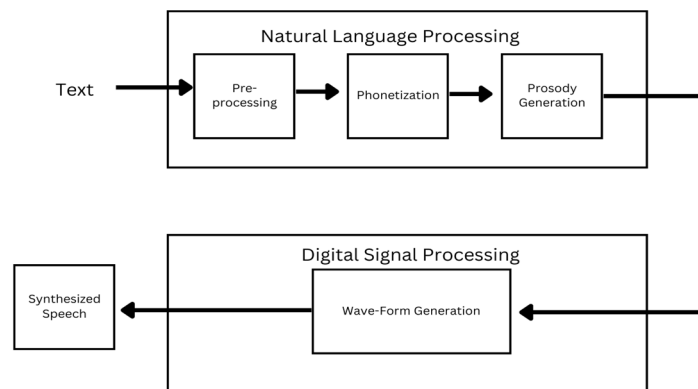 Natural Language Processing
Text
Pre-
processing
Phonetization
Prosody
Generation
Digital Signal Processing
Wave-Form Generation
Synthesized
Speech